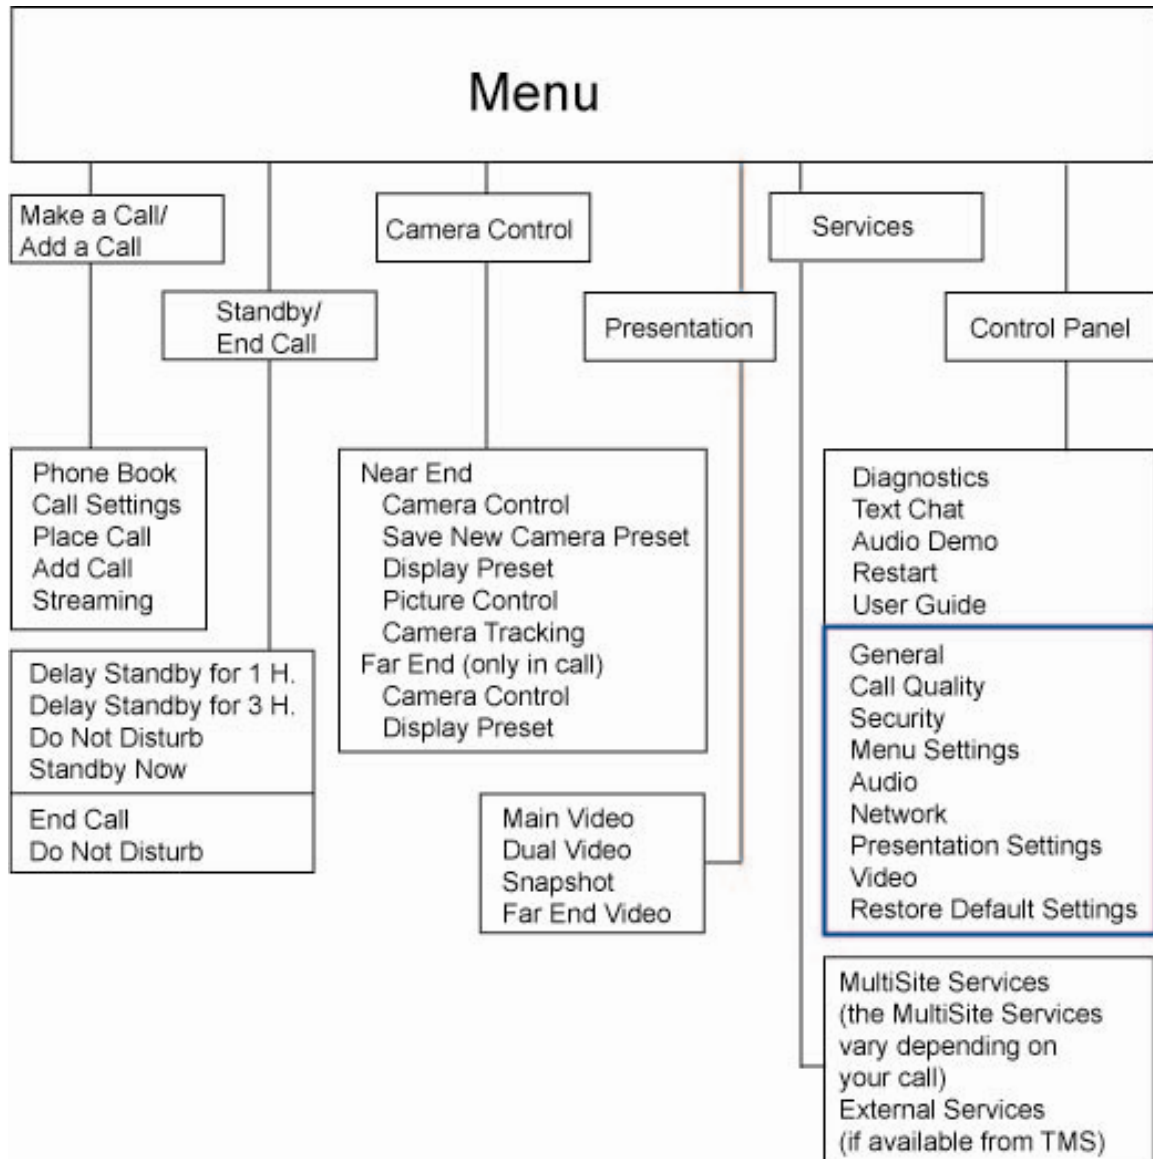 Menu
Make a Call/
Add a Call
Standby/
End Call
Camera Control
Presentation
Services
Control Panel
Phone Book
Call Settings
Place Call
Add Call
Streaming
Delay Standby for 1 H.
Delay Standby for 3 H.
Do Not Disturb
Standby Now
End Call
Do Not Disturb
Near End
Camera Control
Save New Camera Preset
Display Preset
Picture Control
Camera Tracking
Far End (only in call)
Camera Control
Display Preset
Main Video
Dual Video
Snapshot
Far End Video
Diagnostics
Text Chat
Audio Demo
Restart
User Guide
General
Call Quality
Security
Menu Settings
Audio
Network
Presentation Settings
Video
Restore Default Settings
MultiSite Services
(the MultiSite Services
vary depending on
your call)
External Services
(if available from TMS)